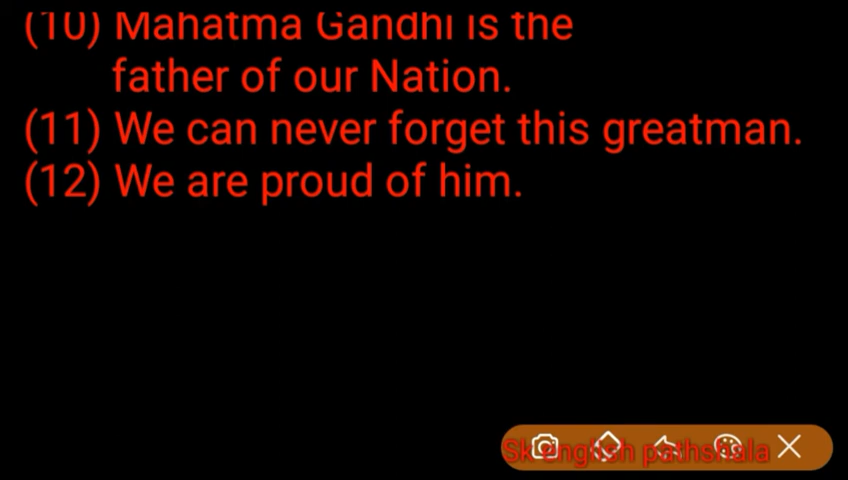 (10) Mahatma Gandhi is the
father of our Nation.
(11) We can never forget this greatman.
(12) We are proud of him.
Sk english pathshala